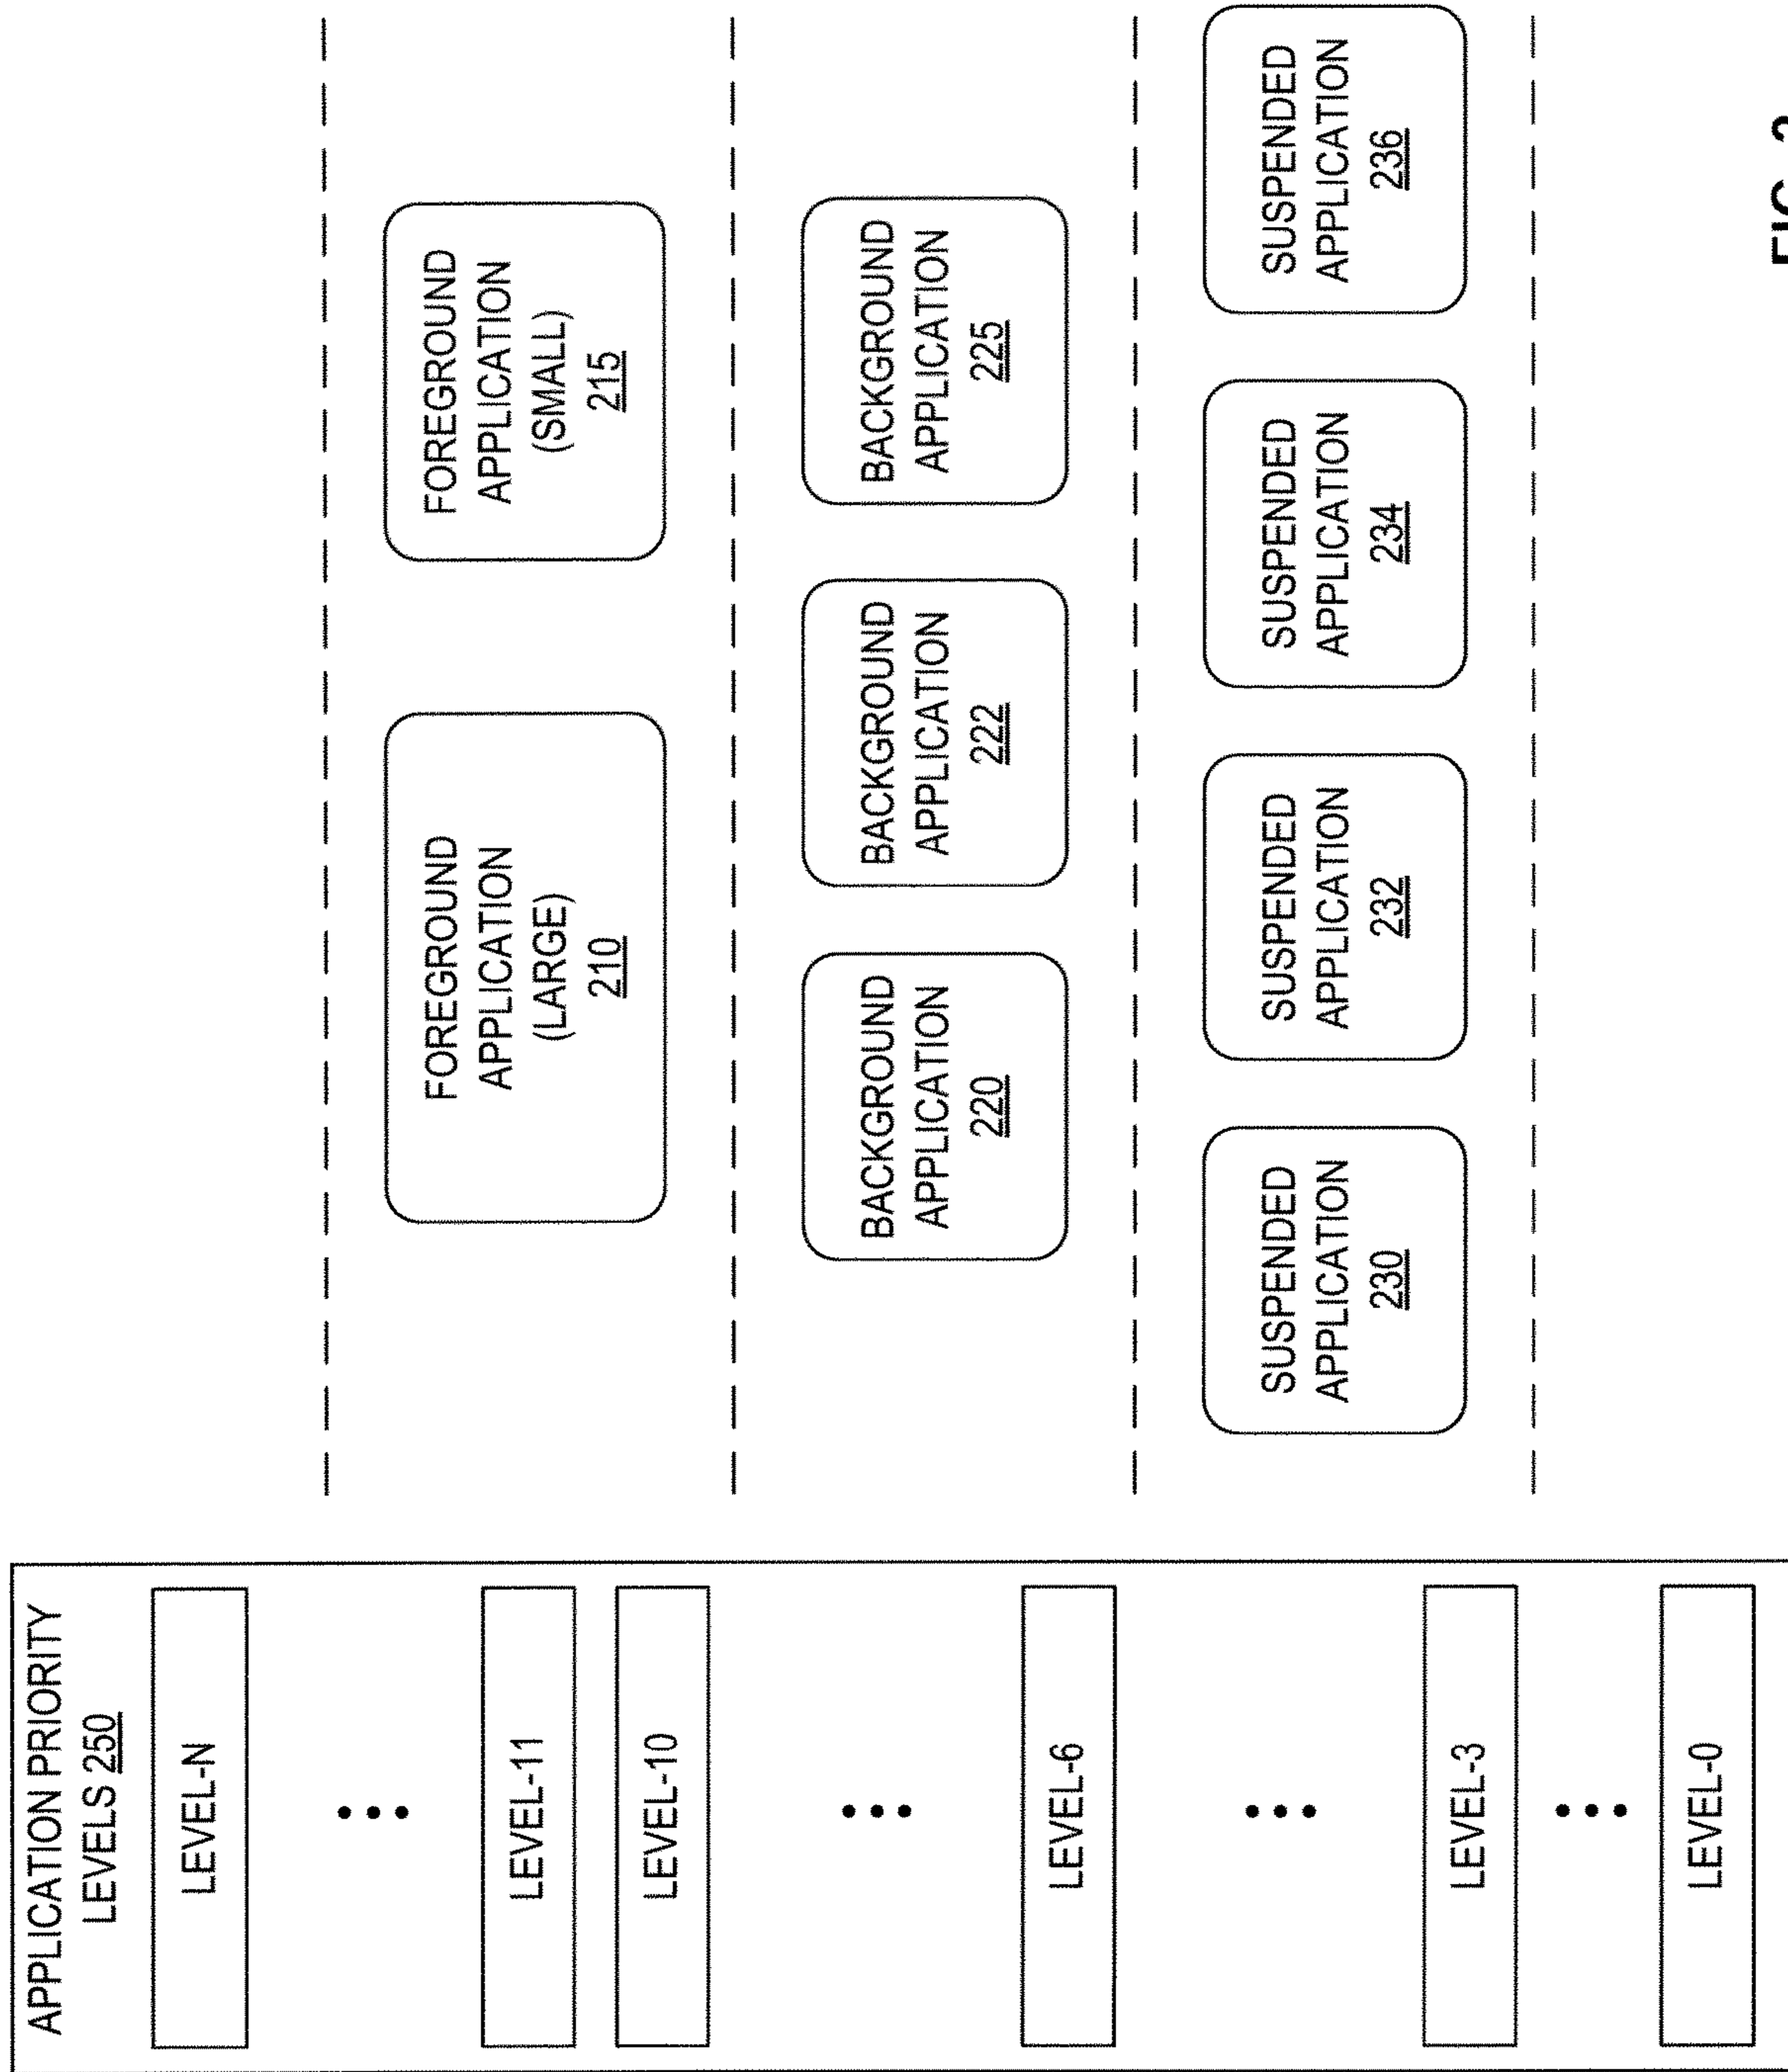 APPLICATION PRIORITY
LEVELS 250
LEVEL-N
LEVEL-11
LEVEL-10
LEVEL-6
LEVEL-3
LEVEL-0
FOREGROUND
APPLICATION
(LARGE)
210
FOREGROUND
APPLICATION
(SMALL)
215
BACKGROUND
APPLICATION
220
BACKGROUND
APPLICATION
222
BACKGROUND
APPLICATION
225
SUSPENDED
APPLICATION
230
SUSPENDED
APPLICATION
232
SUSPENDED
APPLICATION
234
SUSPENDED
APPLICATION
236
FIG.